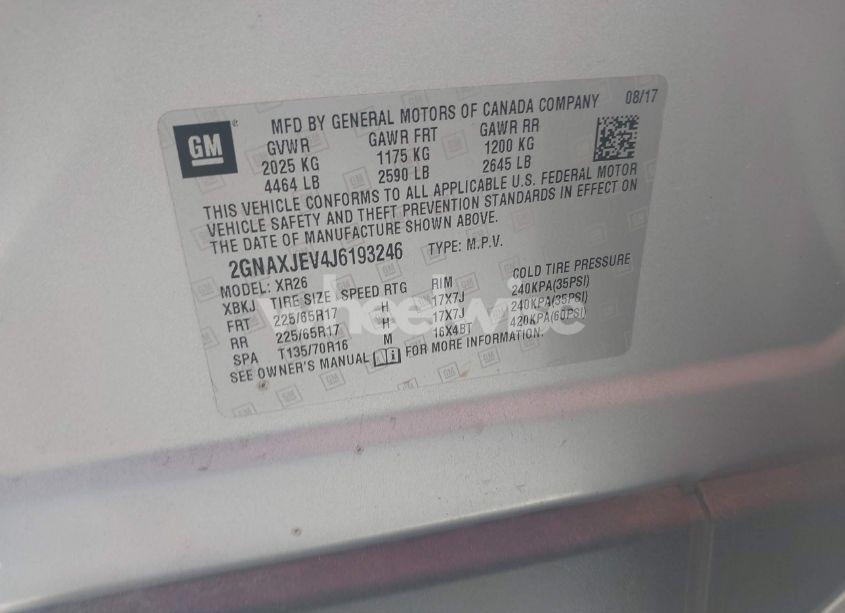 GM
MFD BY GENERAL MOTORS OF CANADA COMPANY 08/17
GVWR GAWR FRT GAWR RR
2025 KG 1175 KG 1200 KG
4464 LB 2590 LB 2645 LB
THIS VEHICLE CONFORMS TO ALL APPLICABLE U.S. FEDERAL MOTOR
VEHICLE SAFETY AND THEFT PREVENTION STANDARDS IN EFFECT ON
THE DATE OF MANUFACTURE SHOWN ABOVE.
2GNAXJEV4J6193246 TYPE: M.P.V.
MODEL: XR26
XBKJ TIRE SIZE SPEED RTG RIM COLD TIRE PRESSURE
FRT 225/65R17 H 17X7J 240KPA(35PSI)
RR 225/65R17 H 17X7J 240KPA(35PSI)
SPA T135/70R16 M 16X4BT 420KPA(60PSI)
SEE OWNER'S MANUAL FOR MORE INFORMATION.
wheelwise